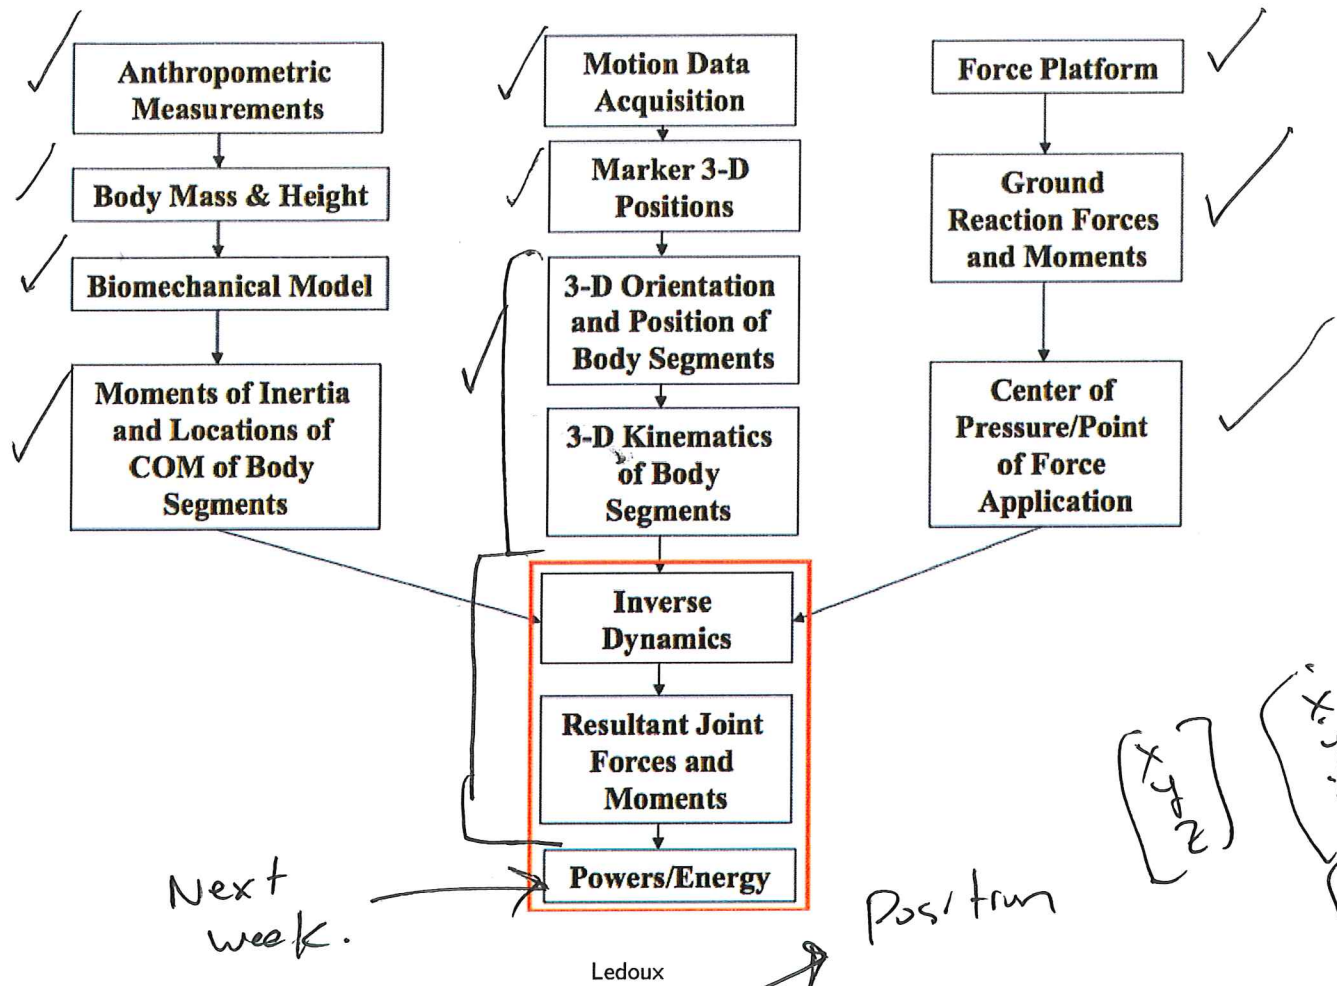 Anthropometric
Measurements
Body Mass & Height
Biomechanical Model
Moments of Inertia
and Locations of
COM of Body
Segments
Motion Data
Acquisition
Marker 3-D
Positions
3-D Orientation
and Position of
Body Segments
3-D Kinematics
of Body
Segments
Inverse
Dynamics
Resultant Joint
Forces and
Moments
Powers/Energy
Force Platform
Ground
Reaction Forces
and Moments
Center of
Pressure/Point
of Force
Application
Next
week.
Position
x
y
z
Ledoux